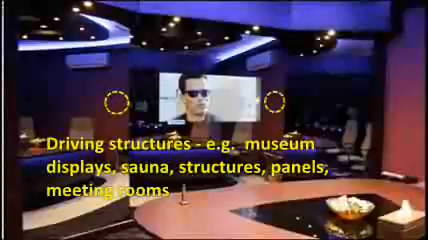 Driving structures - e.g. museum
displays, sauna, structures, panels,
meeting rooms